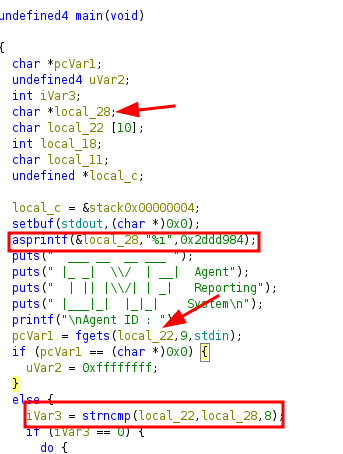 undefined4 main(void)
{
char *pcVar1;
undefined4 uVar2;
int iVar3;
char *local_28;
char local_22 [10];
int local_18;
char local_11;
undefined *local_c;
local_c = &stack0x00000004;
setbuf(stdout,(char *)0x0);
asprintf(&local_28,"%i",0x2ddd984);
puts("  ___ __  __ ___ ");
puts(" |_ _|  \\/  | __|  Agent");
puts("  | || |\\/| | _|   Reporting");
puts(" |___|_|  |_|_|     System\n");
printf("\nAgent ID : ");
pcVar1 = fgets(local_22,9,stdin);
if (pcVar1 == (char *)0x0) {
uVar2 = 0xffffffff;
}
else {
iVar3 = strncmp(local_22,local_28,8);
if (iVar3 == 0) {
do {